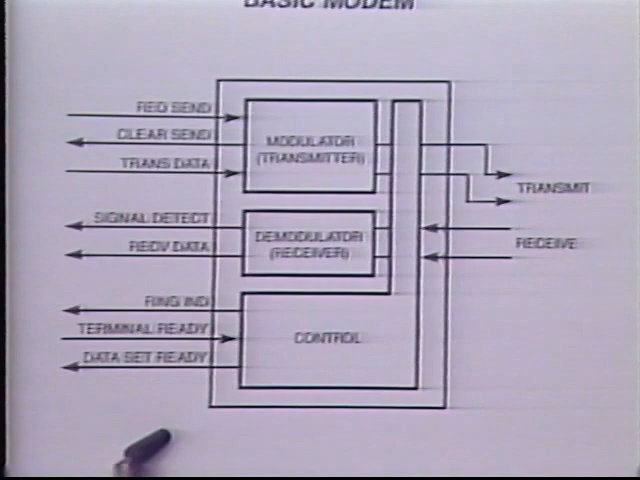 BASIC MODEM
REQ SEND
CLEAR SEND
TRANS DATA
MODULATOR
(TRANSMITTER)
TRANSMIT
SIGNAL DETECT
RECV DATA
DEMODULATOR
(RECEIVER)
RECEIVE
RING IND
TERMINAL READY
DATA SET READY
CONTROL